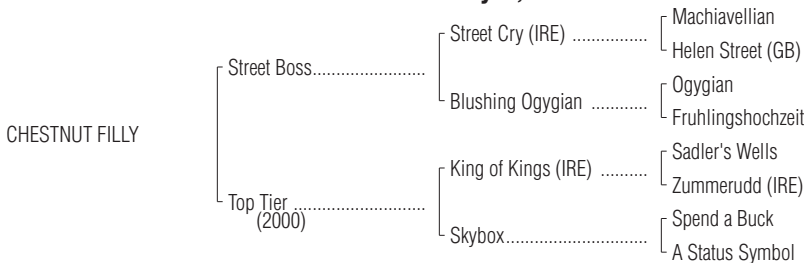 Machiavellian
Street Cry (IRE) ................
Helen Street (GB)
Street Boss........................
Ogygian
Blushing Ogygian ............
Fruhlingshochzeit
CHESTNUT FILLY
Sadler's Wells
King of Kings (IRE) ..........
Zummerudd (IRE)
Top Tier ............................
(2000)
Spend a Buck
Skybox..............................
A Status Symbol